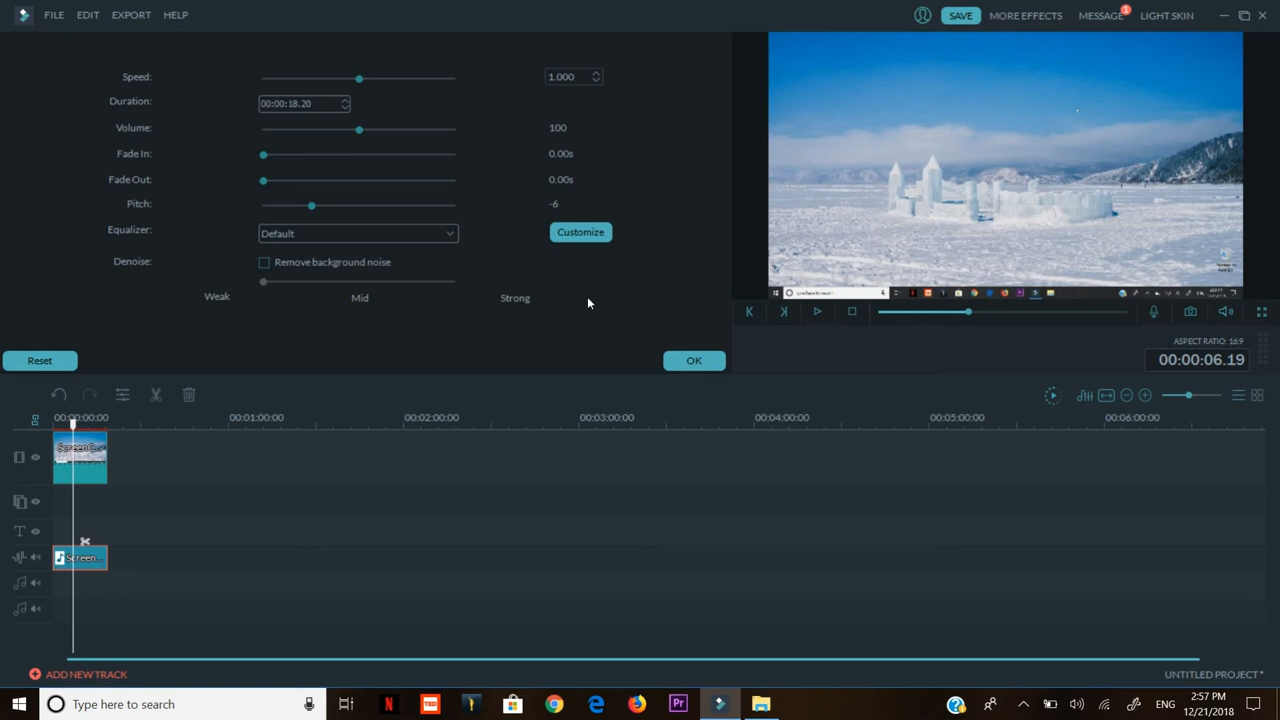 FILE EDIT EXPORT HELP SAVE MORE EFFECTS MESSAGE 1 LIGHT SKIN
Speed: 1.000
Duration: 00:00:18.20
Volume: 100
Fade In: 0.00s
Fade Out: 0.00s
Pitch: -6
Equalizer: Default Customize
Denoise: Remove background noise
Weak Mid Strong
Reset OK
ASPECT RATIO: 16:9
00:00:06.19
00:00:00:00 00:01:00:00 00:02:00:00 00:03:00:00 00:04:00:00 00:05:00:00 00:06:00:00
ScreenC
T
Screen...
ADD NEW TRACK UNTITLED PROJECT *
Type here to search N TED Pr ENG 2:57 PM
12/21/2018